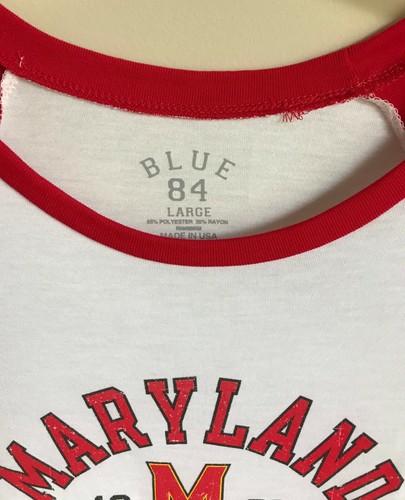 BLUE
84
LARGE
65% POLYESTER 35% RAYON
MADE IN USA
MARYLAND
M